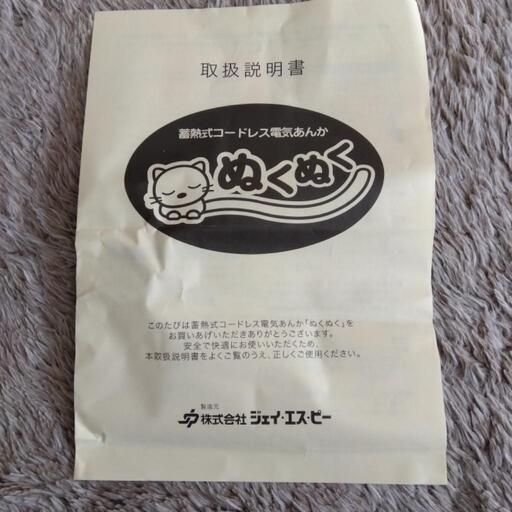 取扱説明書
蓄熱式コードレス電気あんか
ぬくぬく
このたびは蓄熱式コードレス電気あんか「ぬくぬく」を
お買いあげいただきありがとうございます。
安全で快適にお使いいただくため、
本取扱説明書をよくご覧のうえ、正しくご使用ください。
製造元
JSP 株式会社 ジェイ・エス・ピー